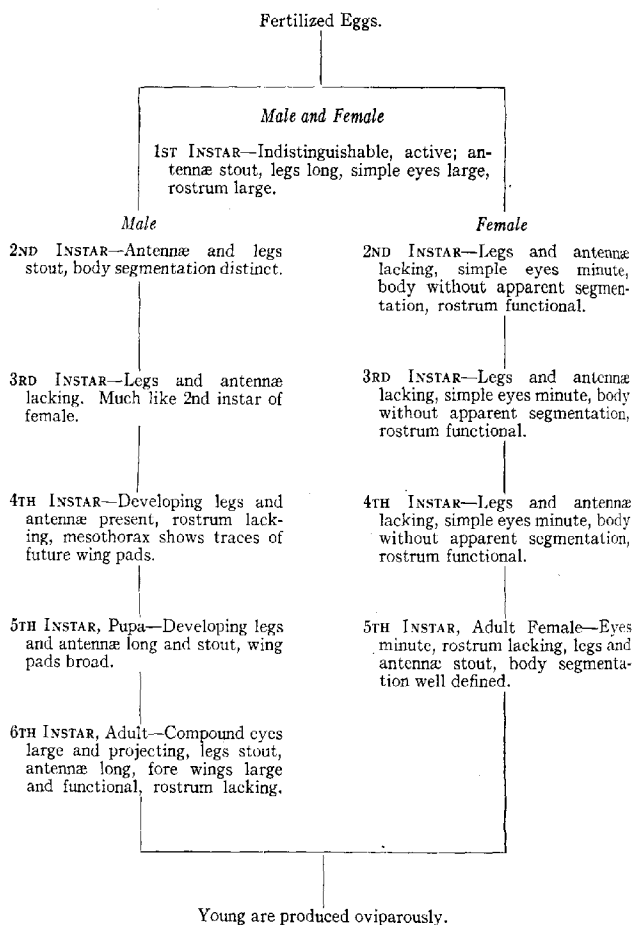 Fertilized Eggs.
Male and Female
1ST INSTAR—Indistinguishable, active; an-
tennæ stout, legs long, simple eyes large,
rostrum large.
Male
2ND INSTAR—Antennæ and legs
stout, body segmentation distinct.
3RD INSTAR—Legs and antennæ
lacking. Much like 2nd instar of
female.
4TH INSTAR—Developing legs and
antennæ present, rostrum lack-
ing, mesothorax shows traces of
future wing pads.
5TH INSTAR, Pupa—Developing legs
and antennæ long and stout, wing
pads broad.
6TH INSTAR, Adult—Compound eyes
large and projecting, legs stout,
antennæ long, fore wings large
and functional, rostrum lacking.
Female
2ND INSTAR—Legs and antennæ
lacking, simple eyes minute,
body without apparent segmen-
tation, rostrum functional.
3RD INSTAR—Legs and antennæ
lacking, simple eyes minute, body
without apparent segmentation,
rostrum functional.
4TH INSTAR—Legs and antennæ
lacking, simple eyes minute, body
without apparent segmentation,
rostrum functional.
5TH INSTAR, Adult Female—Eyes
minute, rostrum lacking, legs and
antennæ stout, body segmenta-
tion well defined.
Young are produced oviparously.